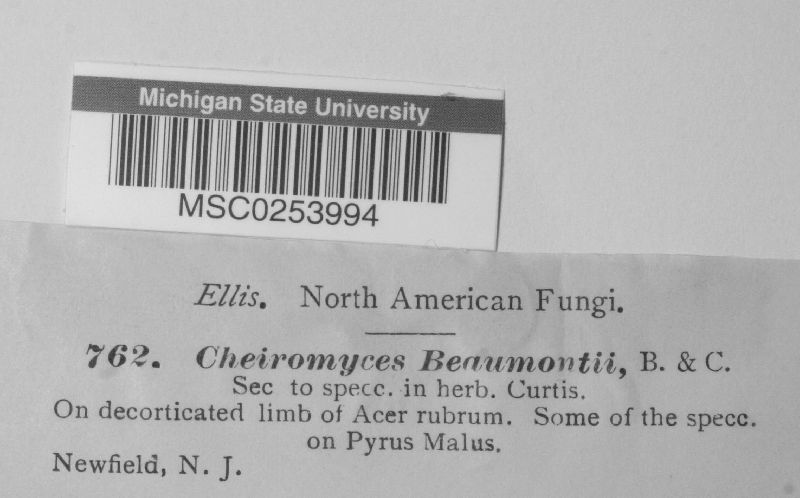 Michigan State University
MSC0253994
Ellis. North American Fungi.
762. Cheiromyces Beaumontii, B. & C.
Sec to specc. in herb. Curtis.
On decorticated limb of Acer rubrum. Some of the specc.
on Pyrus Malus.
Newfield, N. J.